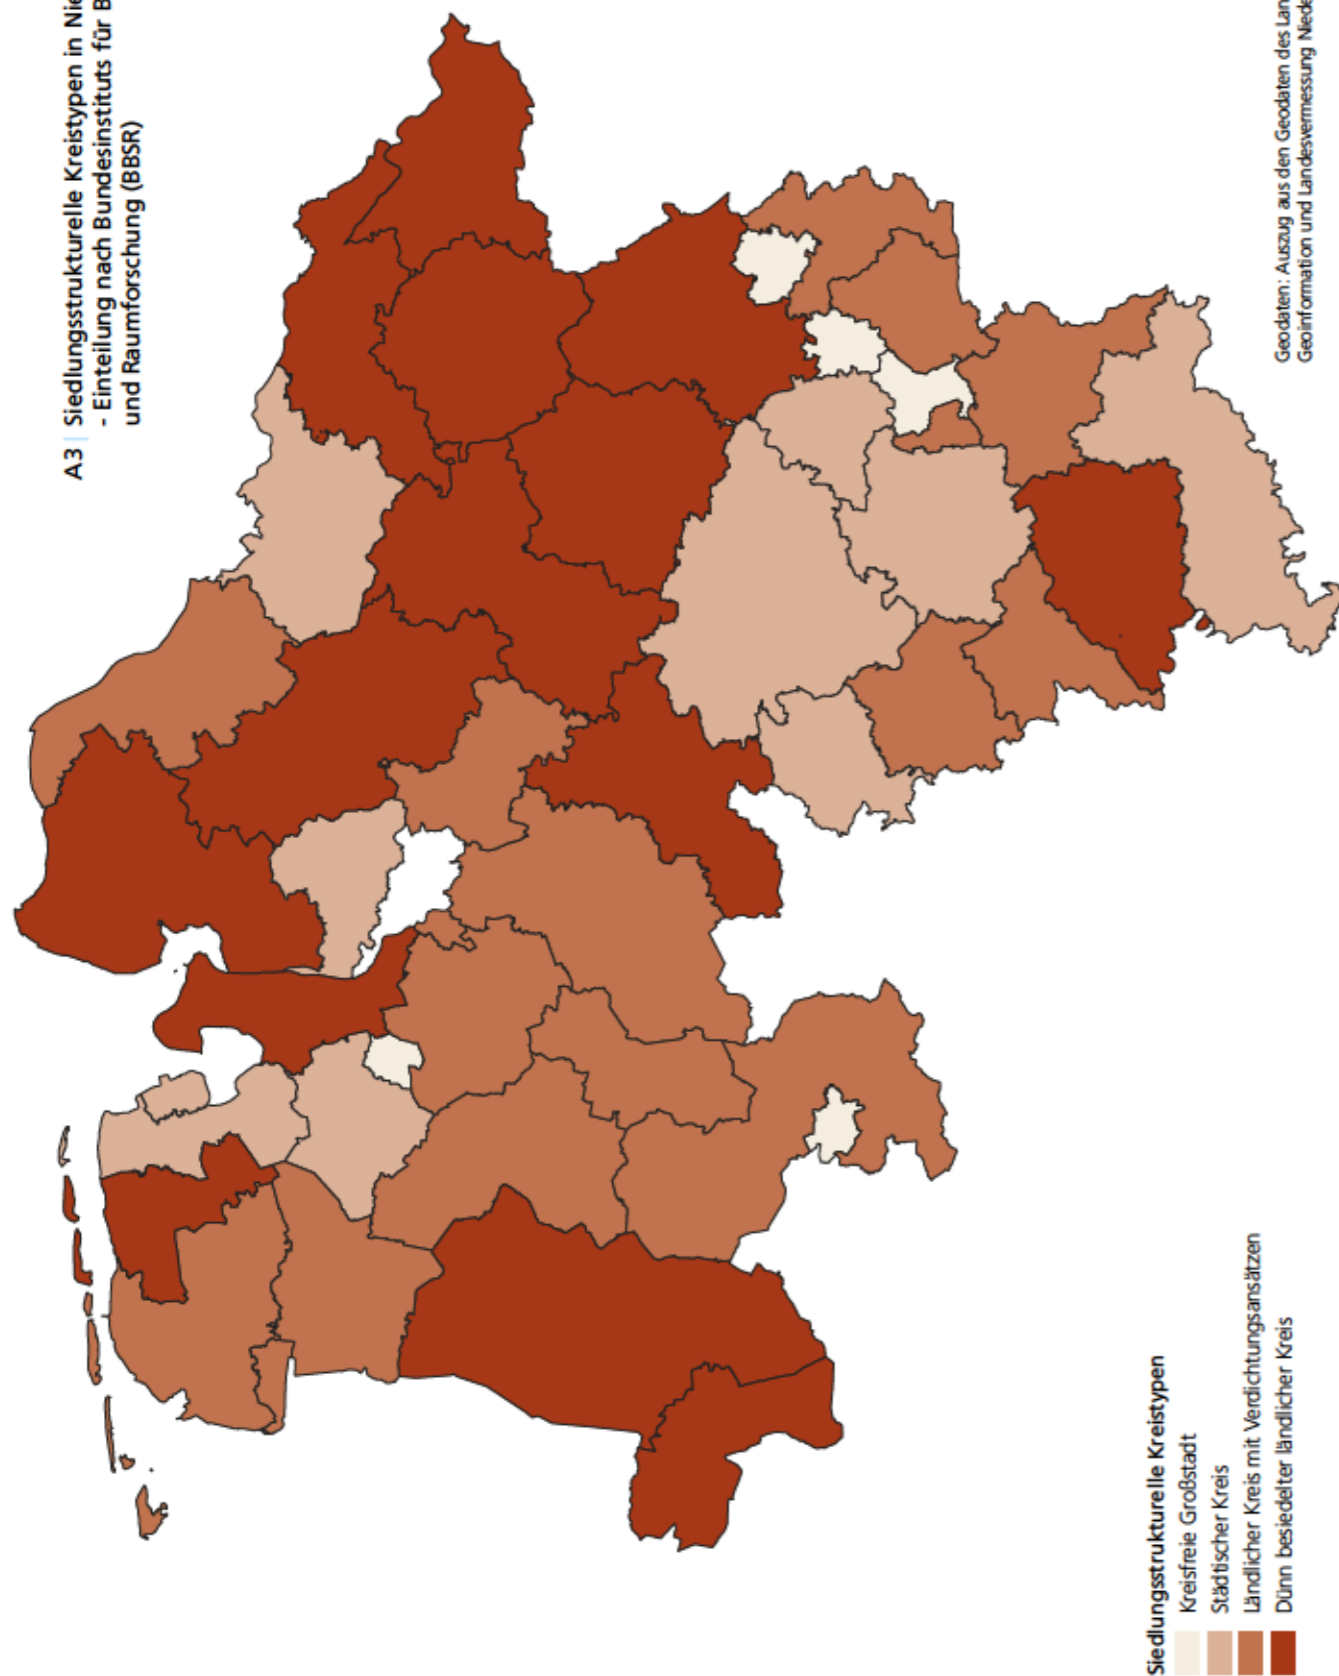 A3 | Siedlungsstrukturelle Kreistypen in Nie
- Einteilung nach Bundesinstituts für B
und Raumforschung (BBSR)
Siedlungsstrukturelle Kreistypen
Kreisfreie Großstadt
Städtischer Kreis
Ländlicher Kreis mit Verdichtungsansätzen
Dünn besiedelter ländlicher Kreis
Geodaten: Auszug aus den Geodaten des Lan
Geoinformation und Landesvermessung Niede